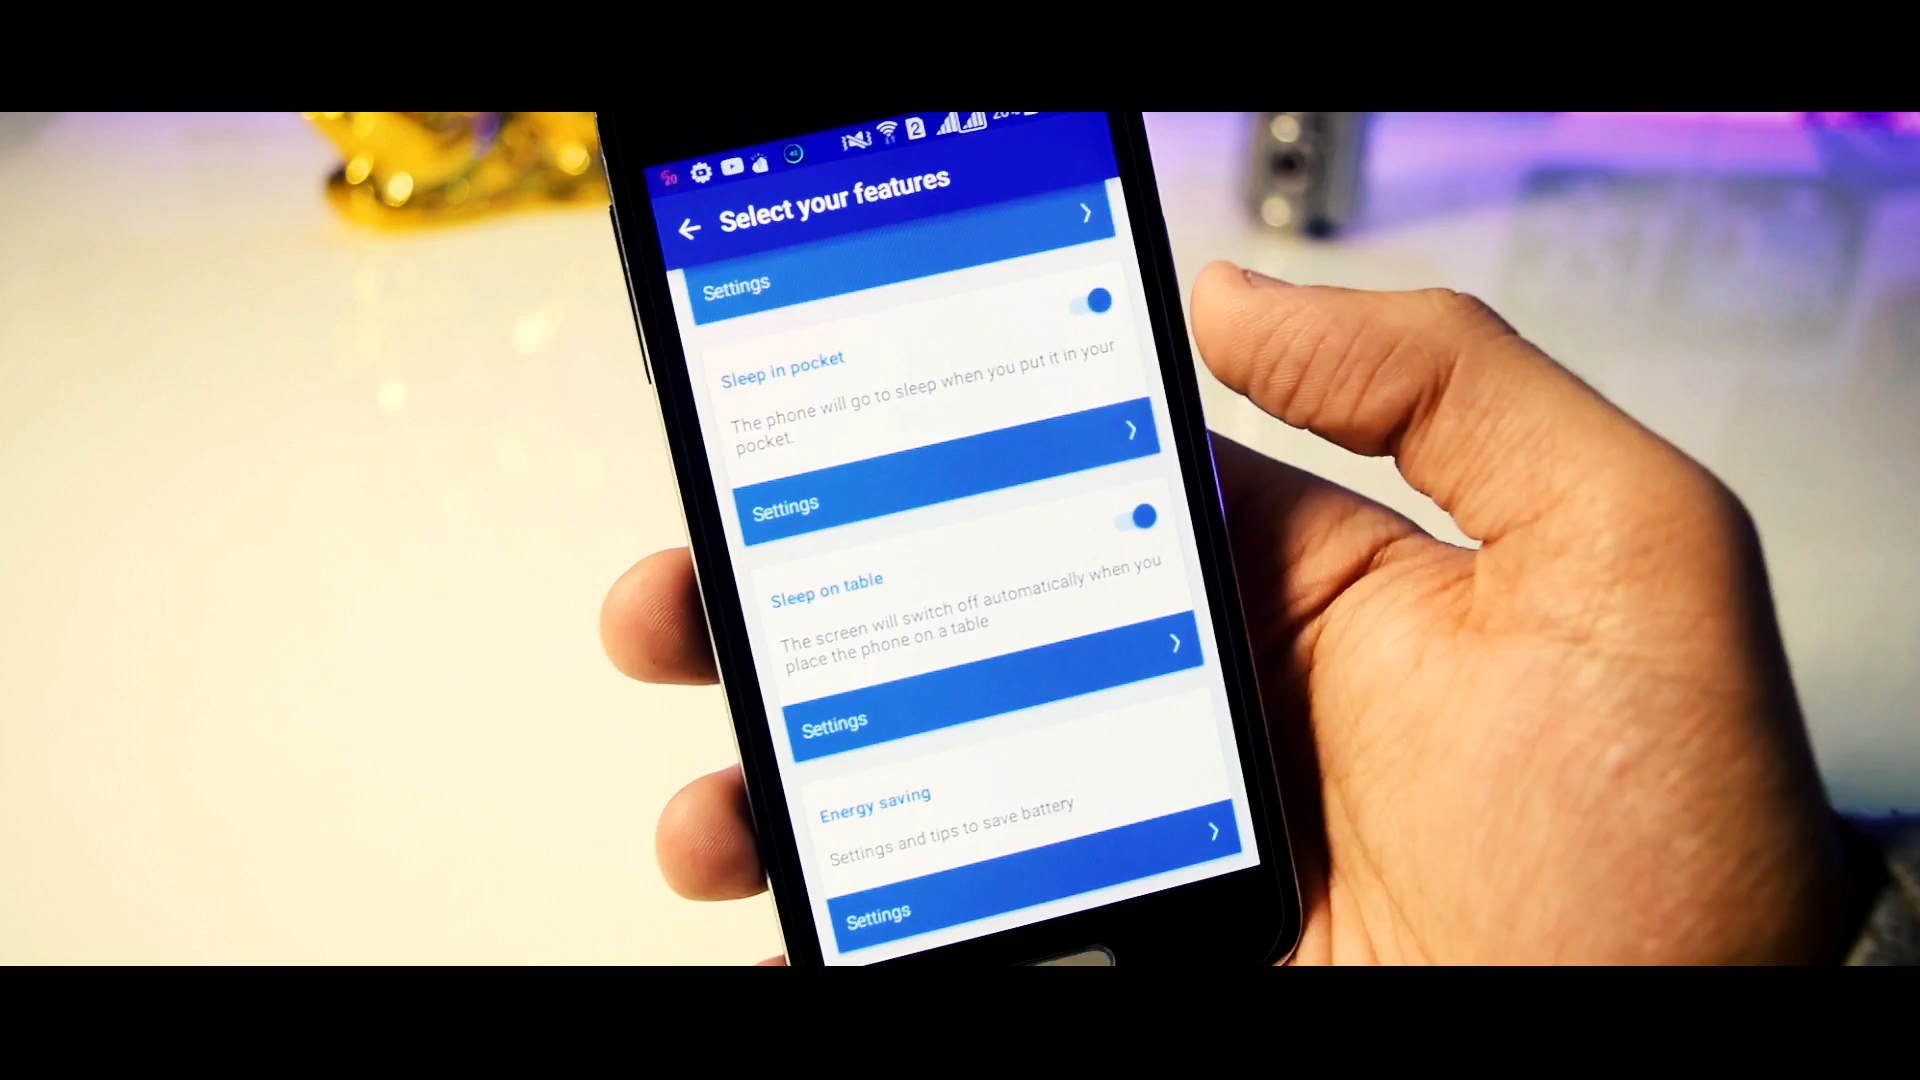 2
Select your features
Settings
Sleep in pocket
The phone will go to sleep when you put it in your
pocket.
Settings
Sleep on table
The screen will switch off automatically when you
place the phone on a table
Settings
Energy saving
Settings and tips to save battery
Settings